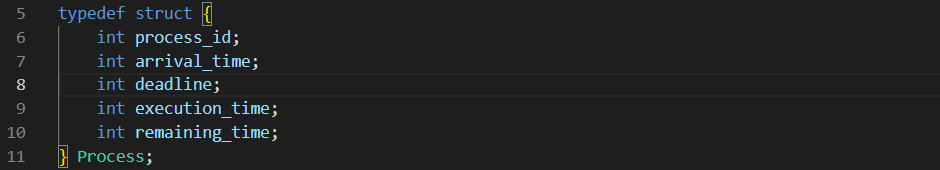 5 typedef struct {
6     int process_id;
7     int arrival_time;
8     int deadline;
9     int execution_time;
10     int remaining_time;
11 } Process;